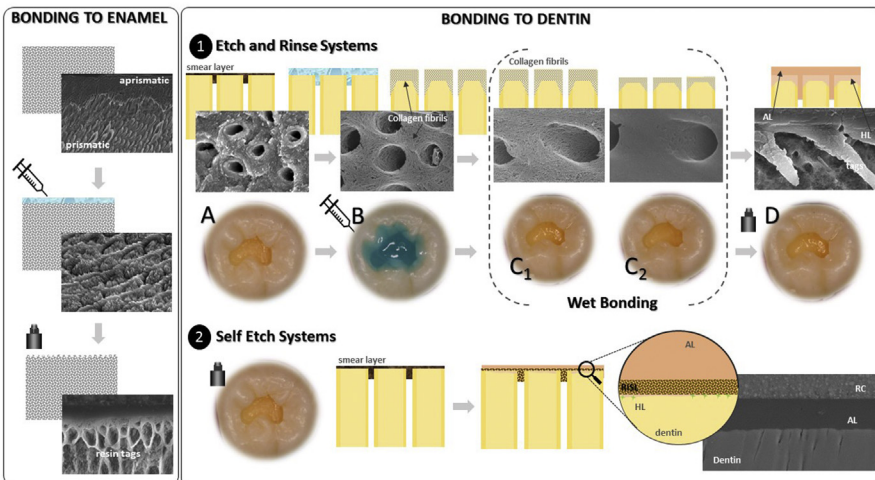 BONDING TO ENAMEL
aprismatic
prismatic
resin tags
BONDING TO DENTIN
1 Etch and Rinse Systems
smear layer
Collagen fibrils
Collagen fibrils
AL
HL
tags
A
B
C1
C2
D
Wet Bonding
2 Self Etch Systems
smear layer
AL
RISL
HL
dentin
RC
AL
Dentin